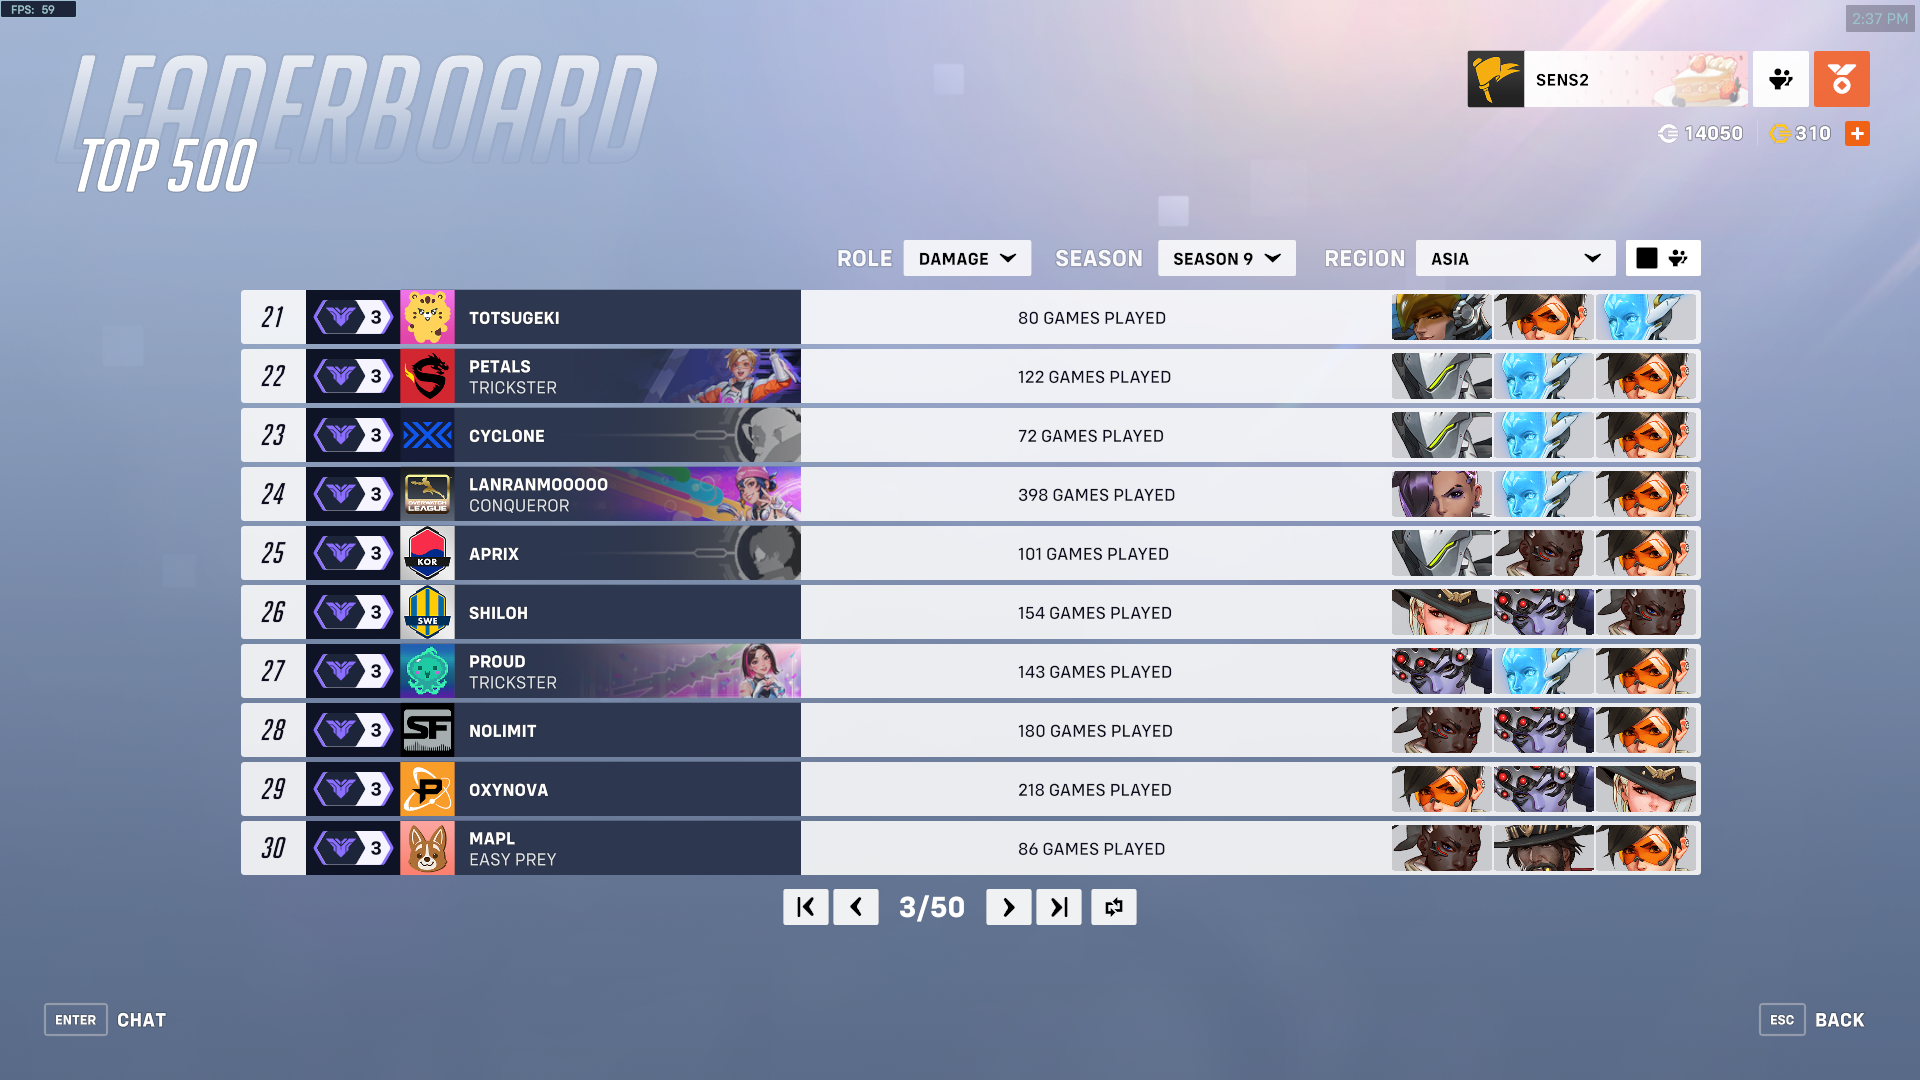 FPS: 59
2:37 PM
LEADERBOARD
TOP 500
SENS2
14050
310
ROLE DAMAGE SEASON SEASON 9 REGION ASIA
21 3 TOTSUGEKI 80 GAMES PLAYED
22 3 PETALS 122 GAMES PLAYED
TRICKSTER
23 3 CYCLONE 72 GAMES PLAYED
24 3 OVERWATCH LEAGUE LANRANMOOOOO 398 GAMES PLAYED
CONQUEROR
25 3 KOR APRIX 101 GAMES PLAYED
26 3 SWE SHILOH 154 GAMES PLAYED
27 3 PROUD 143 GAMES PLAYED
TRICKSTER
28 3 SF NOLIMIT 180 GAMES PLAYED
29 3 P OXYNOVA 218 GAMES PLAYED
30 3 MAPL 86 GAMES PLAYED
EASY PREY
3/50
ENTER CHAT
ESC BACK